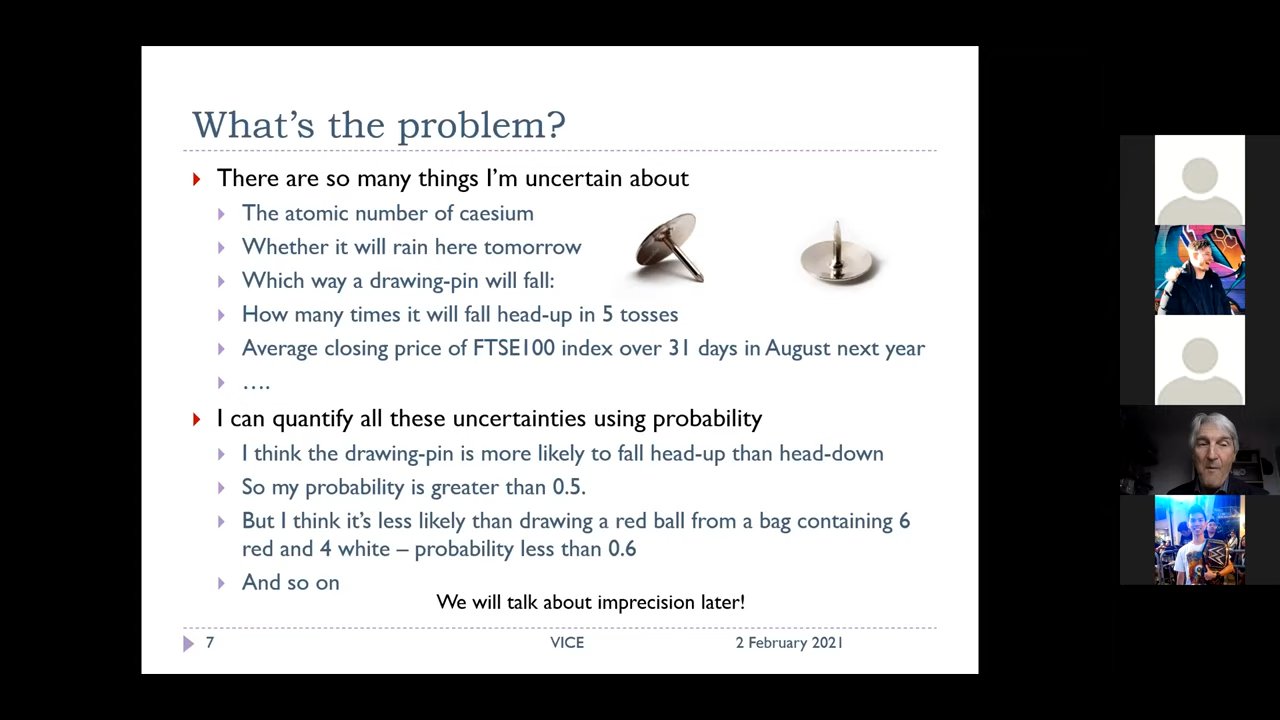 What's the problem?
There are so many things I'm uncertain about
The atomic number of caesium
Whether it will rain here tomorrow
Which way a drawing-pin will fall:
How many times it will fall head-up in 5 tosses
Average closing price of FTSE100 index over 31 days in August next year
….
I can quantify all these uncertainties using probability
I think the drawing-pin is more likely to fall head-up than head-down
So my probability is greater than 0.5.
But I think it's less likely than drawing a red ball from a bag containing 6
red and 4 white – probability less than 0.6
And so on
We will talk about imprecision later!
7 VICE 2 February 2021